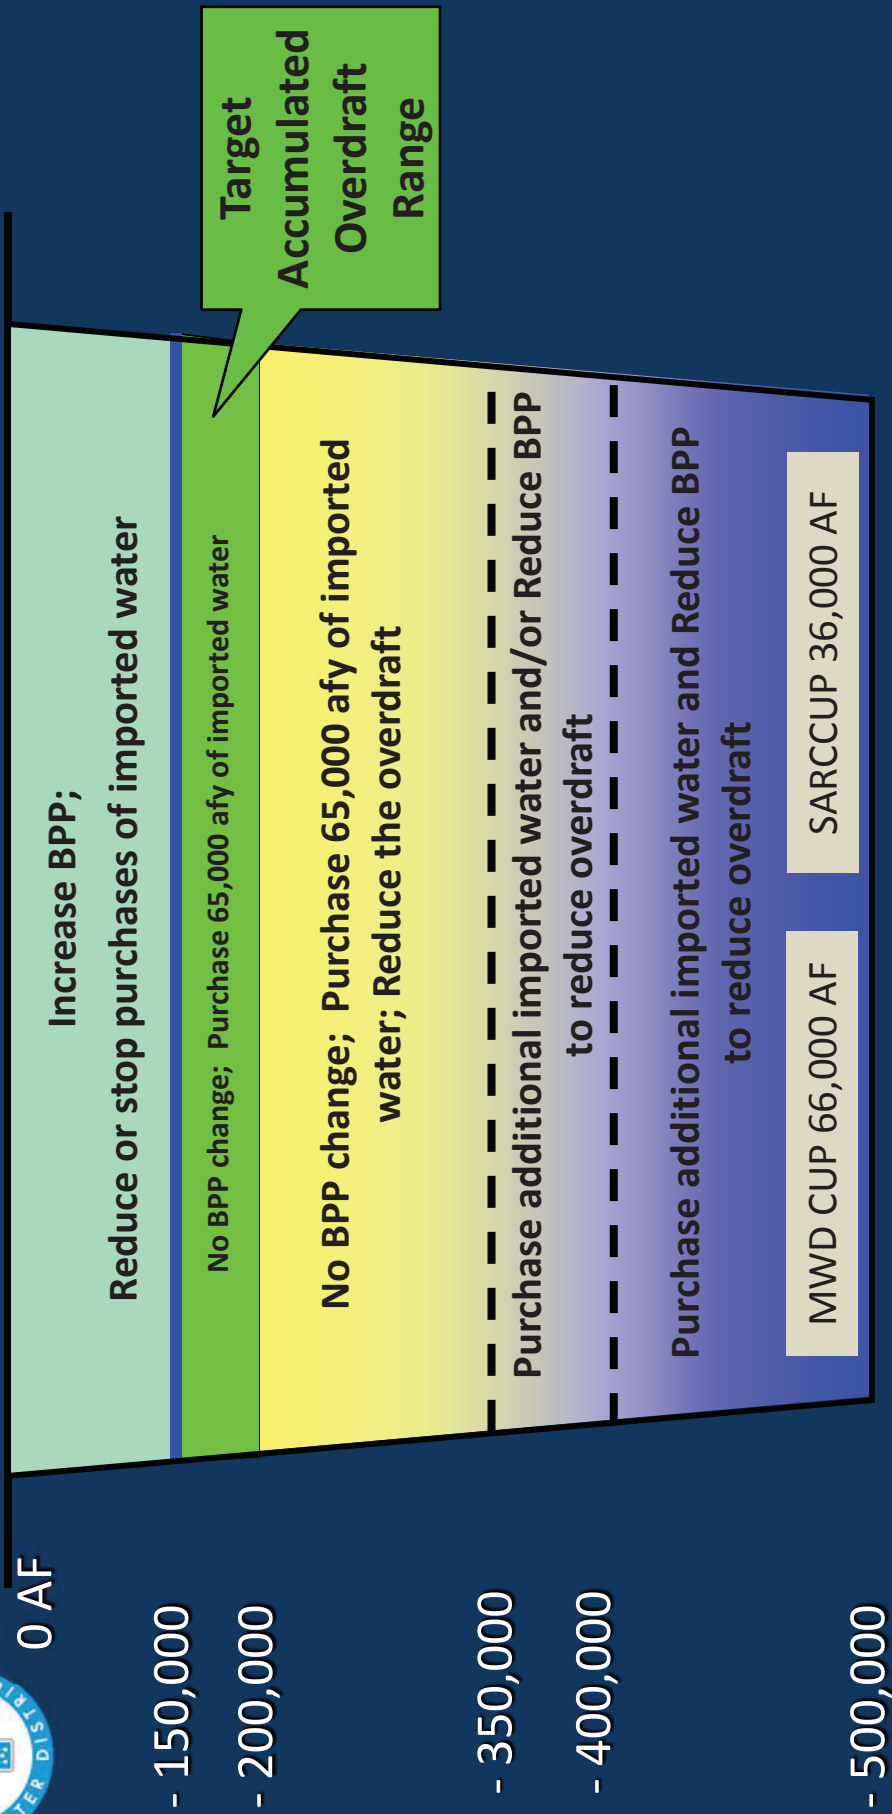 TER DISTRI
0 AF
- 150,000
- 200,000
- 350,000
- 400,000
- 500,000
Increase BPP;
Reduce or stop purchases of imported water
No BPP change; Purchase 65,000 afy of imported water
No BPP change; Purchase 65,000 afy of imported
water; Reduce the overdraft
Purchase additional imported water and/or Reduce BPP
to reduce overdraft
Purchase additional imported water and Reduce BPP
to reduce overdraft
MWD CUP 66,000 AF
SARCCUP 36,000 AF
Target
Accumulated
Overdraft
Range